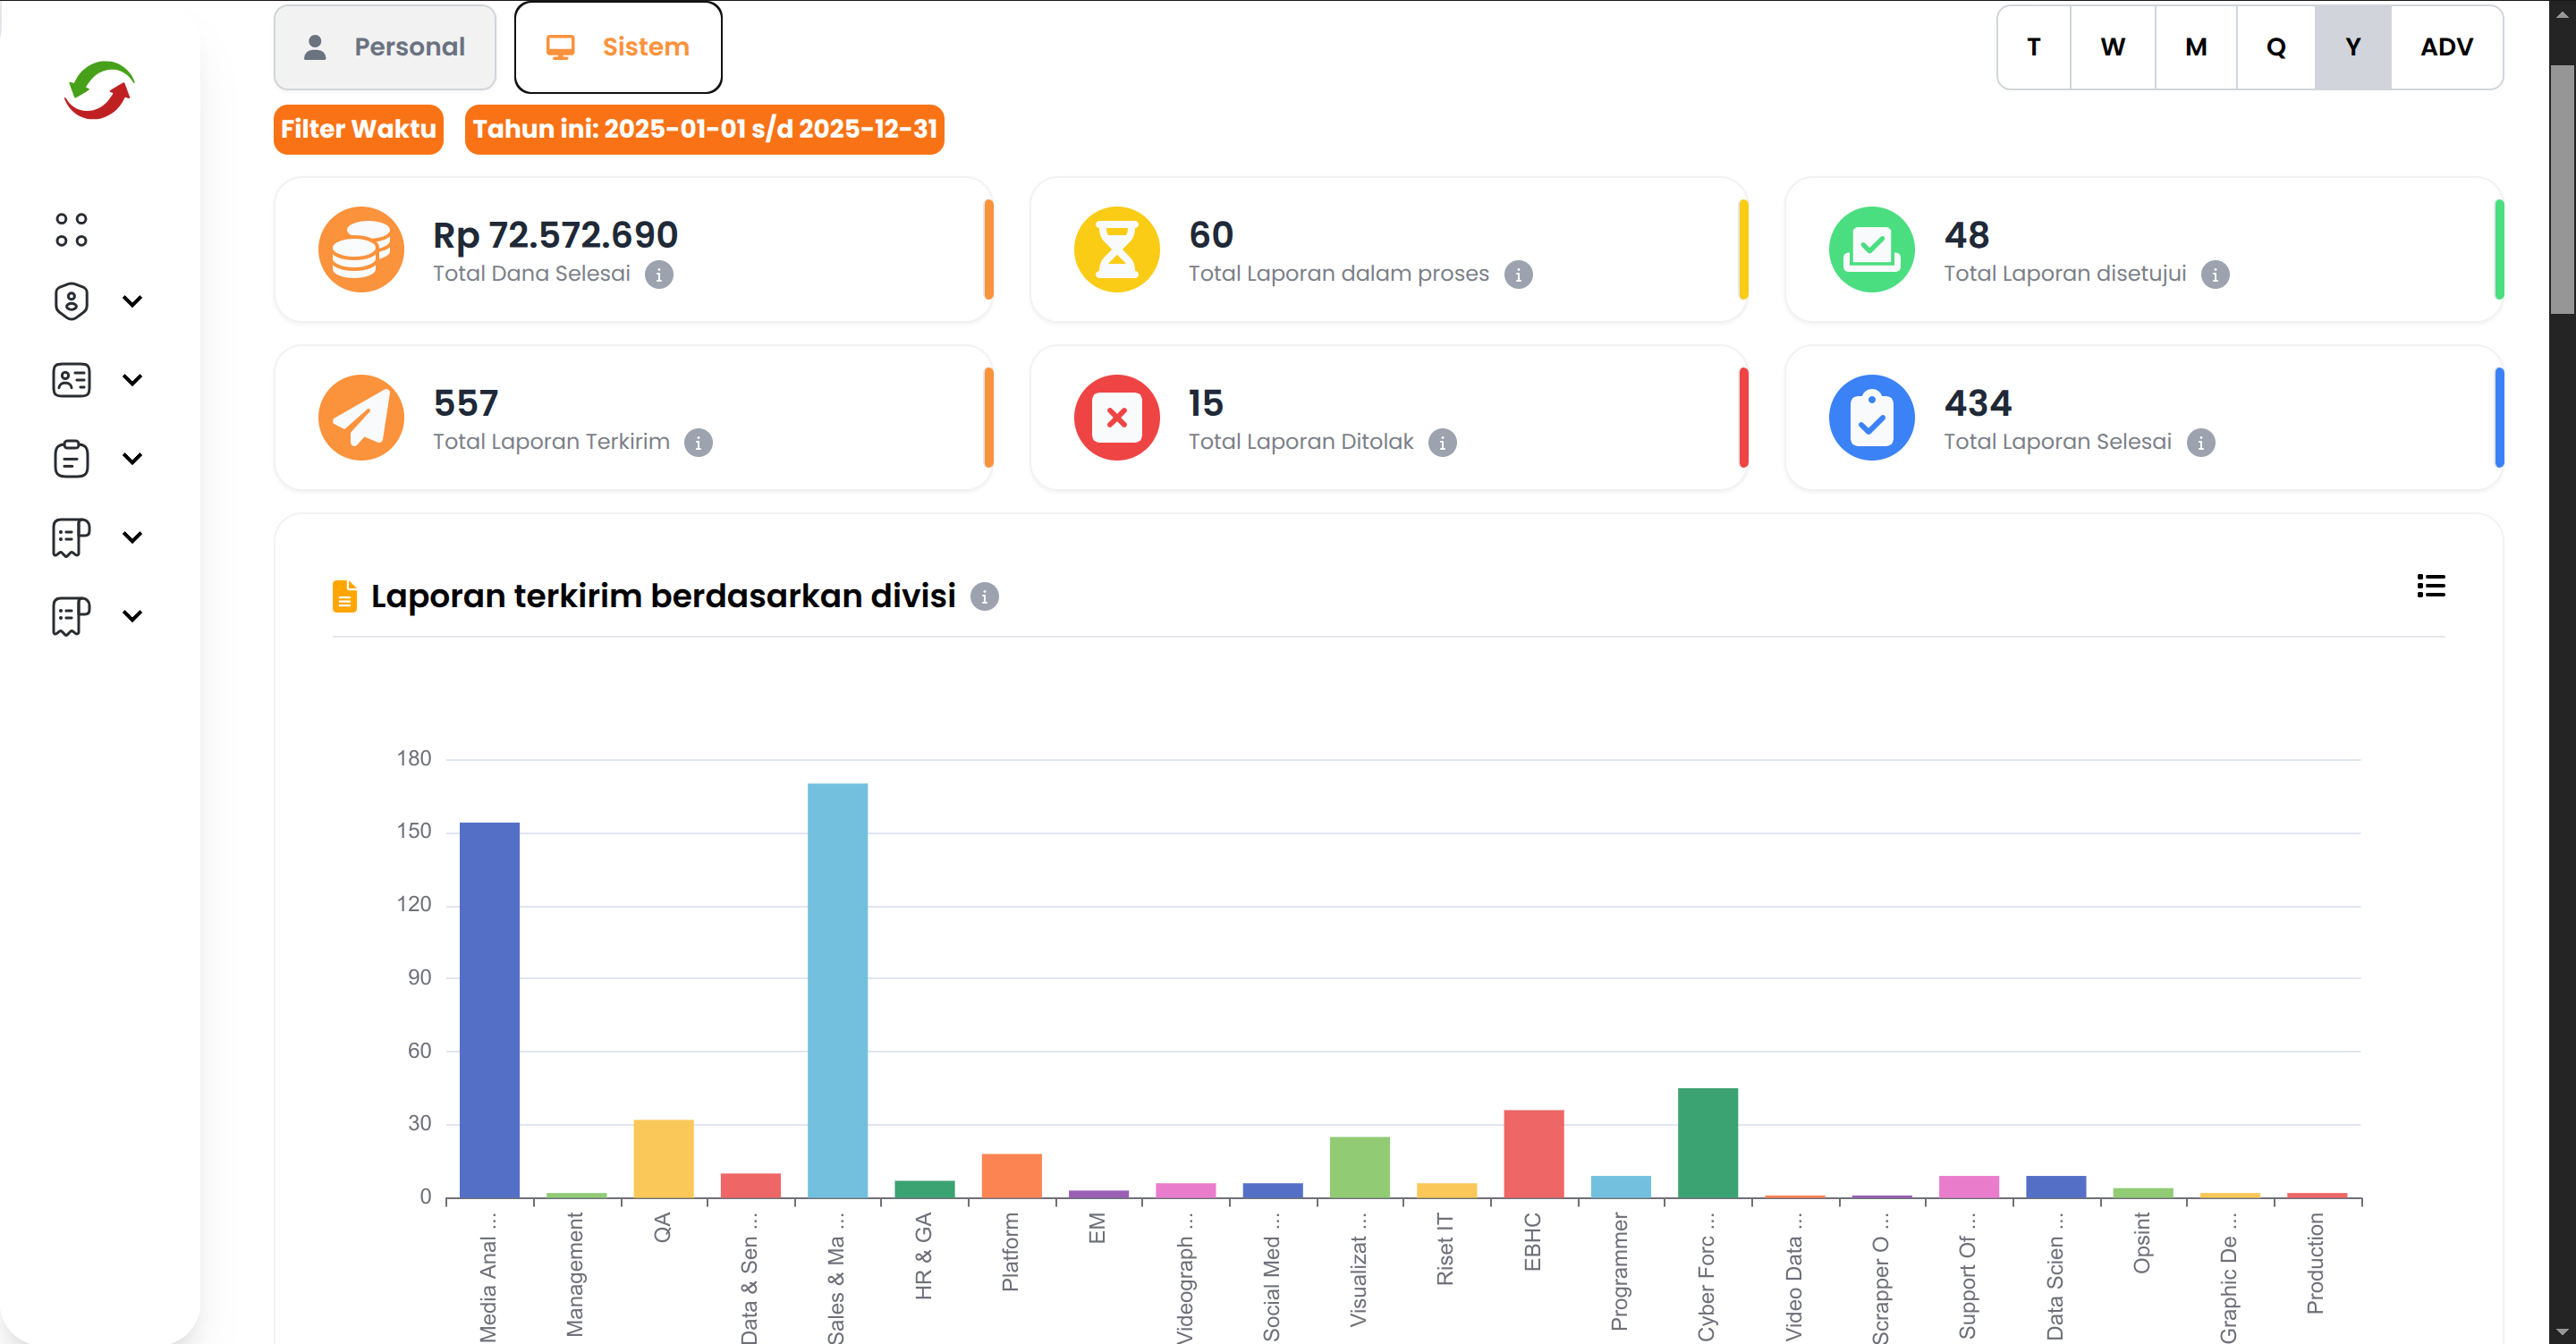 Personal
Sistem
T W M Q Y ADV
Filter Waktu
Tahun ini: 2025-01-01 s/d 2025-12-31
Rp 72.572.690
Total Dana Selesai
60
Total Laporan dalam proses
48
Total Laporan disetujui
557
Total Laporan Terkirim
15
Total Laporan Ditolak
434
Total Laporan Selesai
Laporan terkirim berdasarkan divisi
180
150
120
90
60
30
0
Media Anal ...
Management
QA
Data & Sen ...
Sales & Ma ...
HR & GA
Platform
EM
Videograph ...
Social Med ...
Visualizat ...
Riset IT
EBHC
Programmer
Cyber Forc ...
Video Data ...
Scrapper O ...
Support Of ...
Data Scien ...
Opsint
Graphic De ...
Production